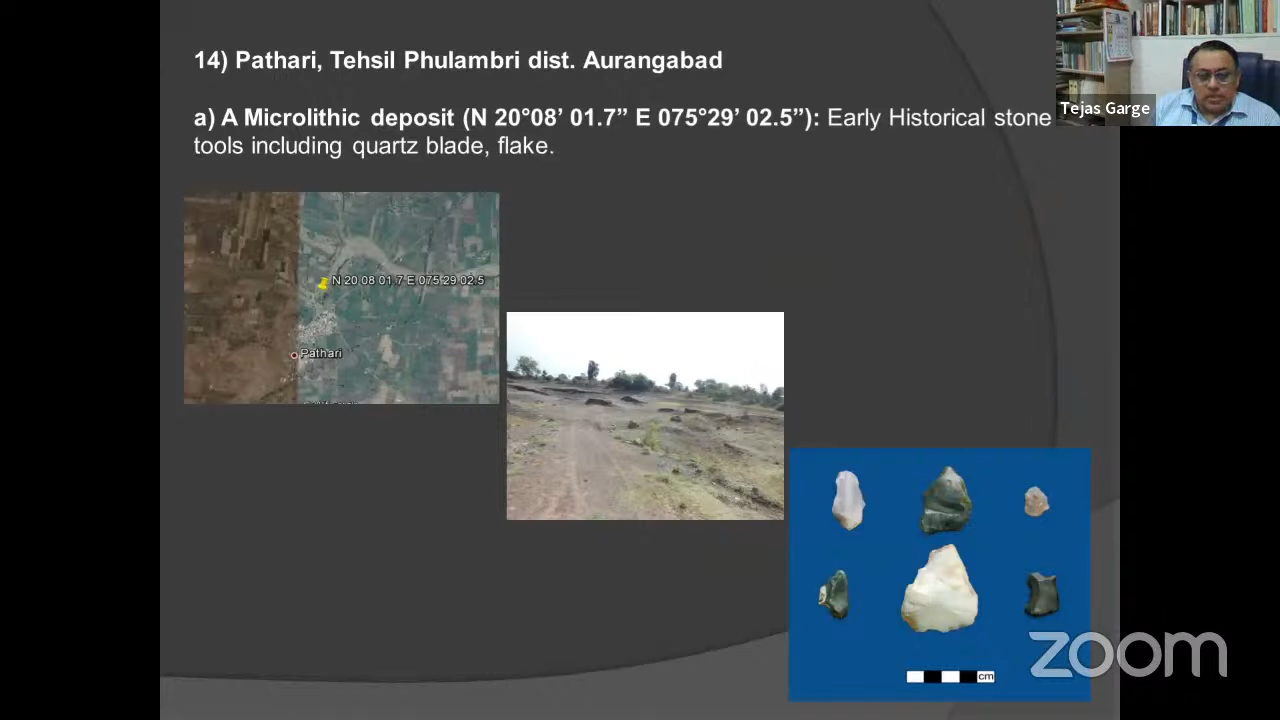 14) Pathari, Tehsil Phulambri dist. Aurangabad
a) A Microlithic deposit (N 20°08’ 01.7” E 075°29’ 02.5”): Early Historical stone
tools including quartz blade, flake.
Tejas Garge
N 20 08 01.7 E 075 29 02.5
Pathari
cm
zoom